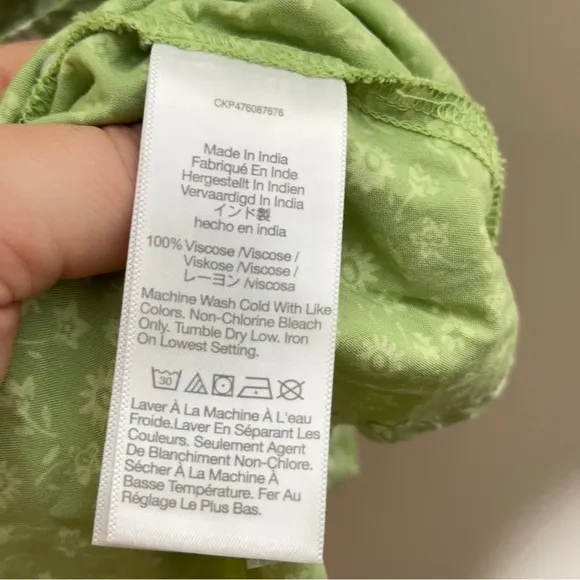 CKP476087676
Made In India
Fabriqué En Inde
Hergestellt In Indien
Vervaardigd In India
インド製
hecho en india
100% Viscose /Viscose /
Viskose /Viscose /
レーヨン /Viscosa
Machine Wash Cold With Like
Colors. Non-Chlorine Bleach
Only. Tumble Dry Low. Iron
On Lowest Setting.
30
Laver À La Machine À L'eau
Froide.Laver En Séparant Les
Couleurs. Seulement Agent
De Blanchiment Non-Chlore.
Sécher À La Machine À
Basse Température. Fer Au
Réglage Le Plus Bas.